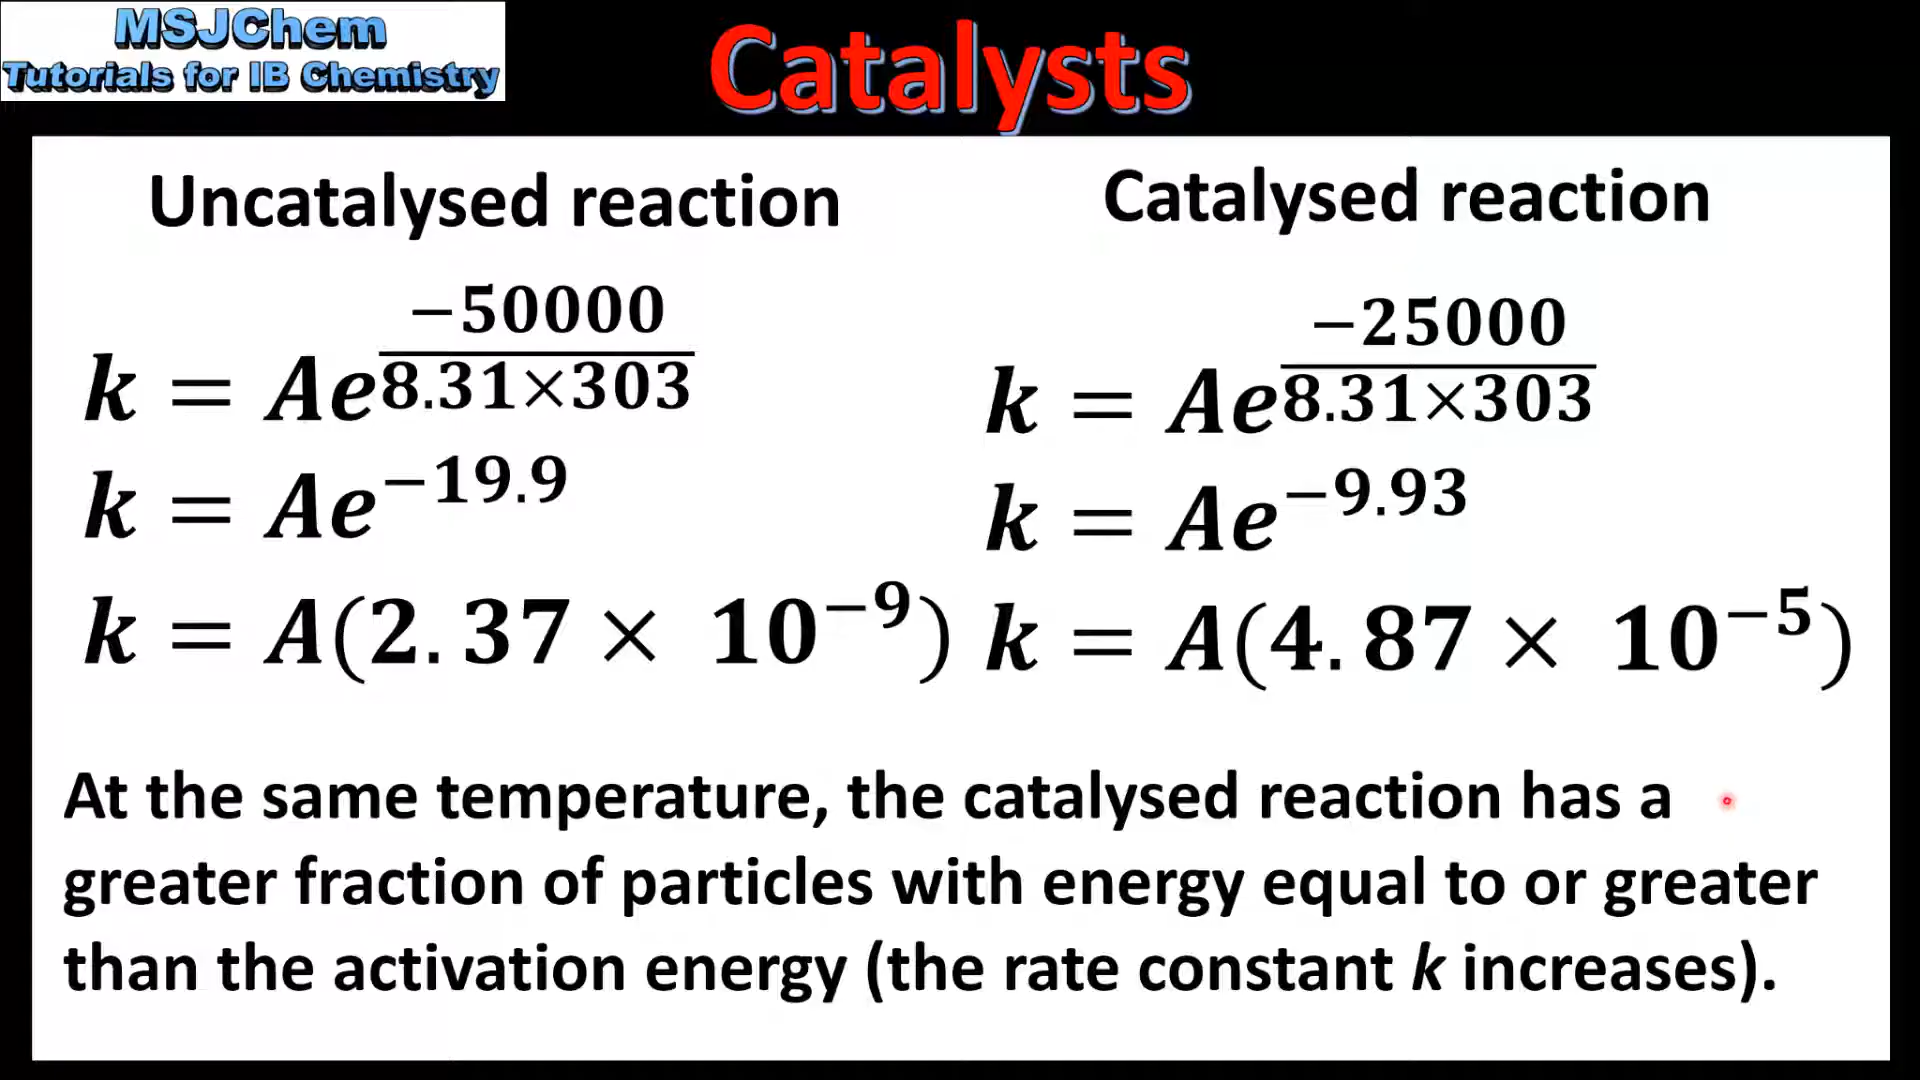 MSJChem
Tutorials for IB Chemistry
Catalysts
Uncatalysed reaction
k = Ae^{\frac{-50000}{8.31×303}}
k = Ae^{-19.9}
k = A(2.37 × 10^{-9})
Catalysed reaction
k = Ae^{\frac{-25000}{8.31×303}}
k = Ae^{-9.93}
k = A(4.87 × 10^{-5})
At the same temperature, the catalysed reaction has a
greater fraction of particles with energy equal to or greater
than the activation energy (the rate constant k increases).